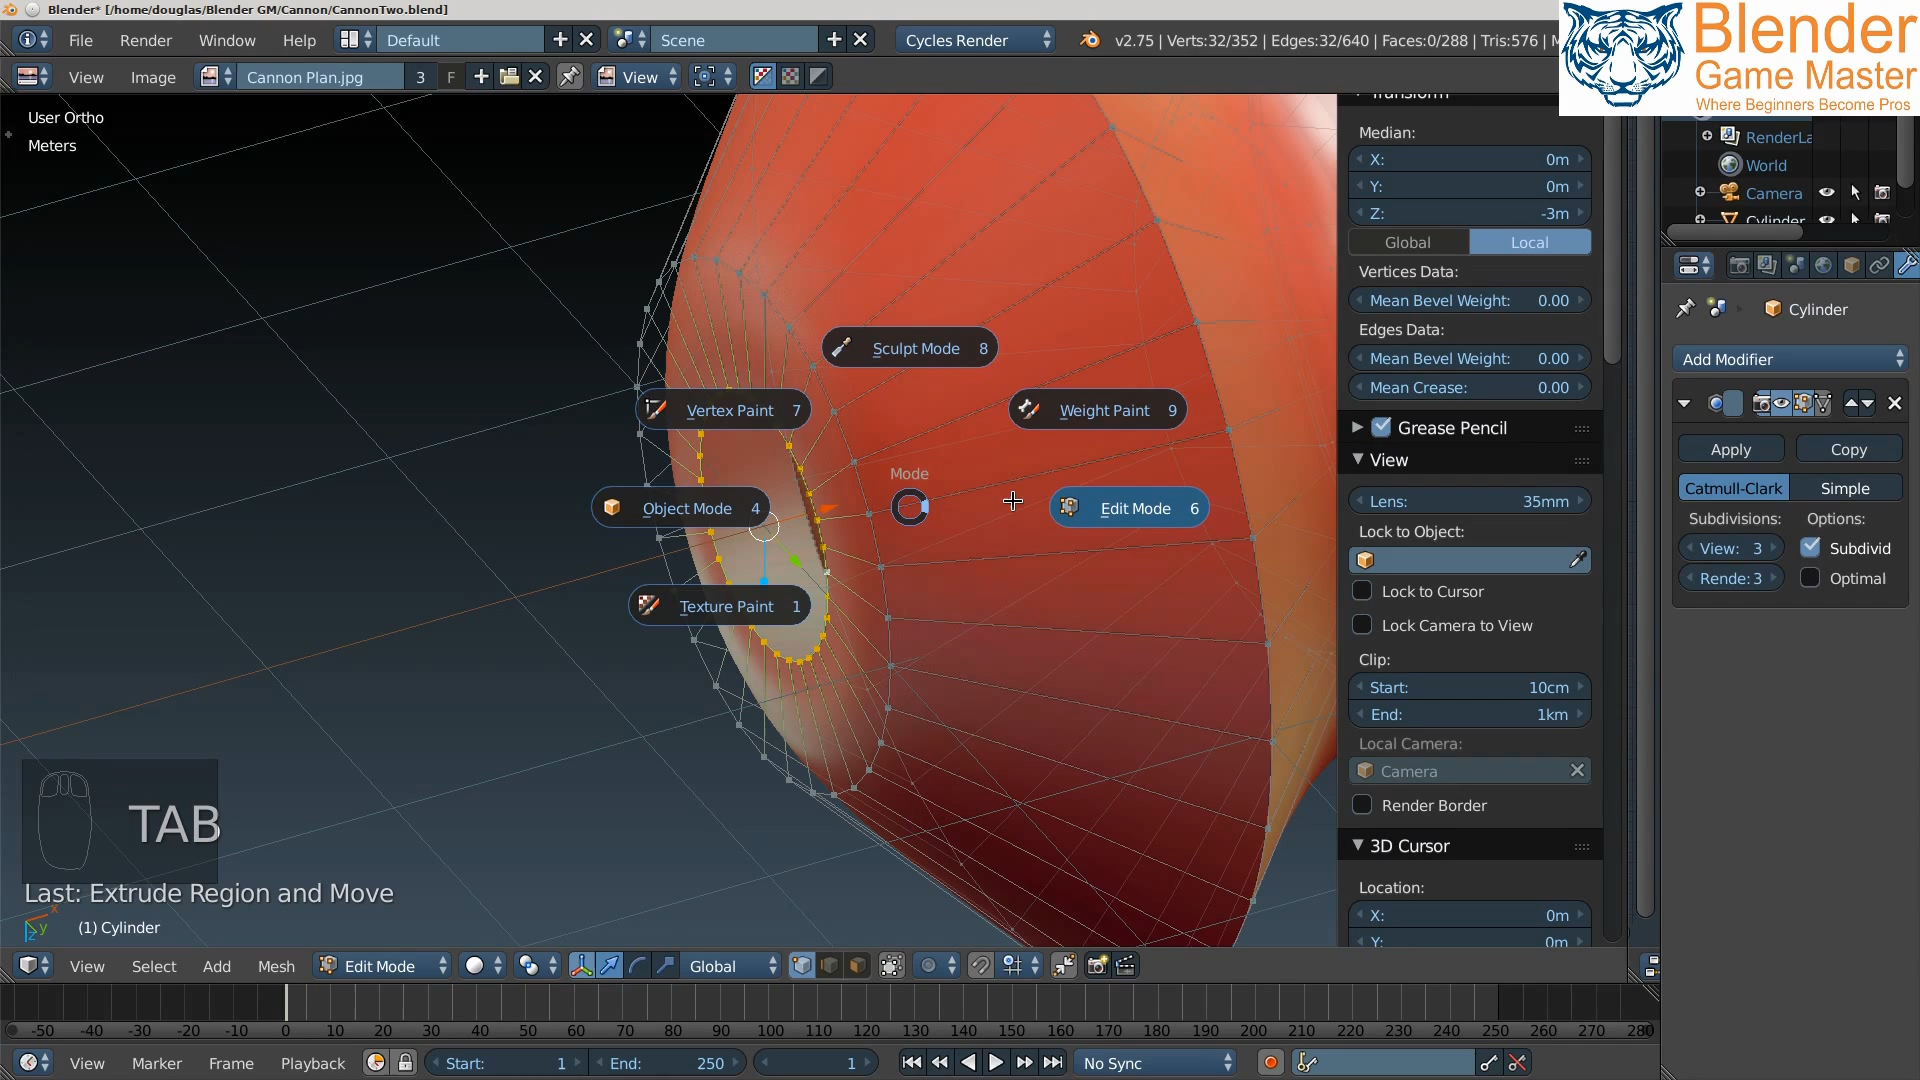 Blender* [/home/douglas/Blender GM/Cannon/CannonTwo.blend]
File Render Window Help Default Scene Cycles Render v2.75 | Verts:32/352 | Edges:32/640 | Faces:0/288 | Tris:576 |
Blender
Game Master
Where Beginners Become Pros
View Image Cannon Plan.jpg 3 F View
User Ortho
Meters
Transform
Median:
X: 0m
Y: 0m
Z: -3m
Global Local
Vertices Data:
Mean Bevel Weight: 0.00
Edges Data:
Mean Bevel Weight: 0.00
Mean Crease: 0.00
Grease Pencil
View
Lens: 35mm
Lock to Object:
Lock to Cursor
Lock Camera to View
Clip:
Start: 10cm
End: 1km
Local Camera:
Camera
Render Border
3D Cursor
Location:
X: 0m
Y: 0m
RenderLa
World
Camera
Cylinder
Cylinder
Add Modifier
Apply Copy
Catmull-Clark Simple
Subdivisions: Options:
View: 3 Subdivid
Rende: 3 Optimal
Sculpt Mode 8
Vertex Paint 7
Weight Paint 9
Mode
Object Mode 4
Edit Mode 6
Texture Paint 1
TAB
Last: Extrude Region and Move
x
y
z
(1) Cylinder
View Select Add Mesh Edit Mode Global
-50 -40 -30 -20 -10 0 10 20 30 40 50 60 70 80 90 100 110 120 130 140 150 160 170 180 190 200 210 220 230 240 250 260 270 280
View Marker Frame Playback Start: 1 End: 250 1 No Sync